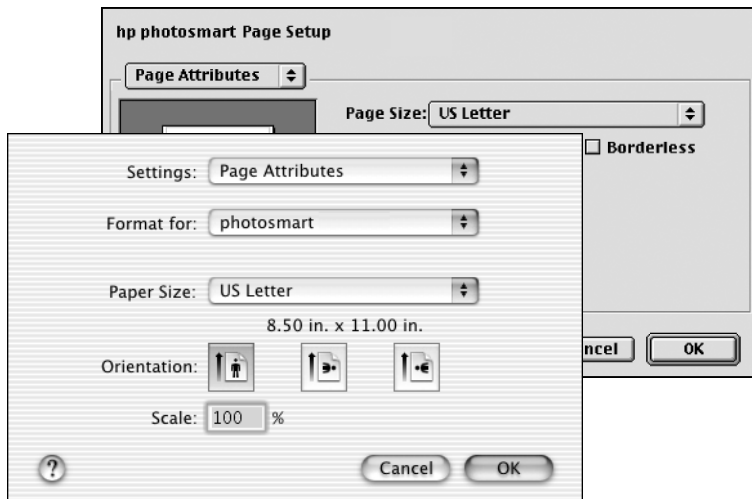 hp photosmart Page Setup
Page Attributes
Page Size: US Letter
Borderless
Settings: Page Attributes
Format for: photosmart
Paper Size: US Letter
8.50 in. x 11.00 in.
Orientation:
Scale: 100 %
ncel OK
? Cancel OK